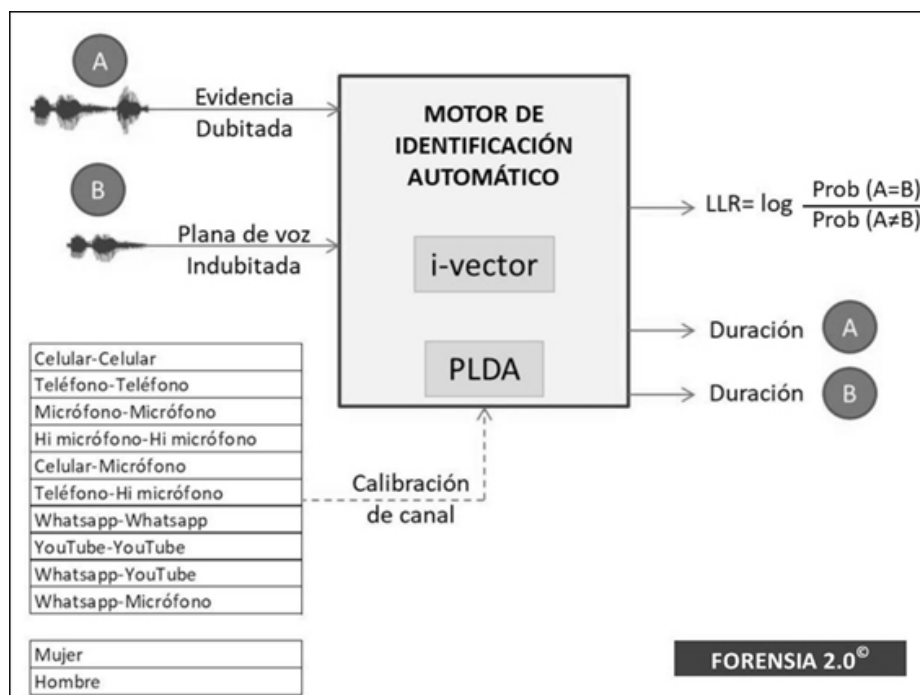 A
Evidencia
Dubitada
B
Plana de voz
Indubitada
MOTOR DE
IDENTIFICACIÓN
AUTOMÁTICO
i-vector
PLDA
LLR= log Prob (A=B)
Prob (A≠B)
Duración A
Duración B
Calibración
de canal
Celular-Celular
Teléfono-Teléfono
Micrófono-Micrófono
Hi micrófono-Hi micrófono
Celular-Micrófono
Teléfono-Hi micrófono
Whatsapp-Whatsapp
YouTube-YouTube
Whatsapp-YouTube
Whatsapp-Micrófono
Mujer
Hombre
FORENSIA 2.0©